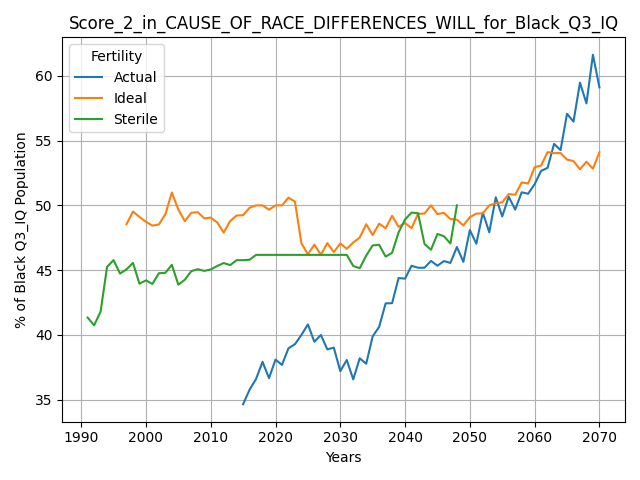 Score_2_in_CAUSE_OF_RACE_DIFFERENCES_WILL_for_Black_Q3_IQ
Fertility
Actual
Ideal
Sterile
% of Black Q3_IQ Population
60
55
50
45
40
35
1990 2000 2010 2020 2030 2040 2050 2060 2070
Years